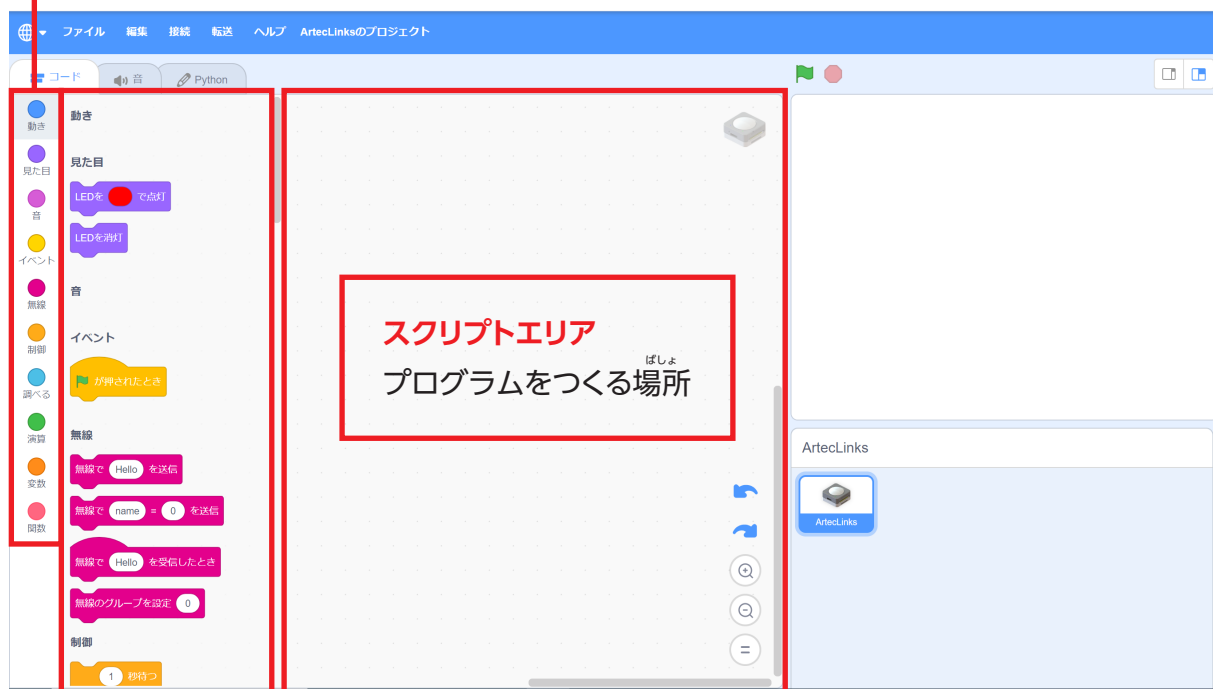 ファイル 編集 接続 転送 ヘルプ ArtecLinksのプロジェクト
コード 音 Python
動き
見た目
音
イベント
無線
制御
調べる
演算
変数
関数
動き
見た目
LEDを で点灯
LEDを消灯
音
イベント
が押されたとき
無線
無線で Hello を送信
無線で name = 0 を送信
無線で Hello を受信したとき
無線のグループを設定 0
制御
1 秒待つ
スクリプトエリア
ばしょ
プログラムをつくる場所
ArtecLinks
ArtecLinks